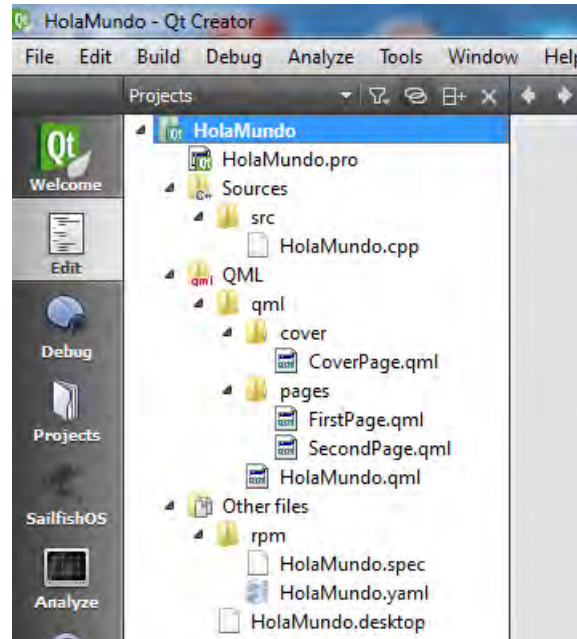 HolaMundo - Qt Creator
File Edit Build Debug Analyze Tools Window Help
Projects
HolaMundo
HolaMundo.pro
Sources
src
HolaMundo.cpp
QML
qml
cover
CoverPage.qml
pages
FirstPage.qml
SecondPage.qml
HolaMundo.qml
Other files
rpm
HolaMundo.spec
HolaMundo.yaml
HolaMundo.desktop
Qt
Welcome
Edit
Debug
Projects
SailfishOS
Analyze